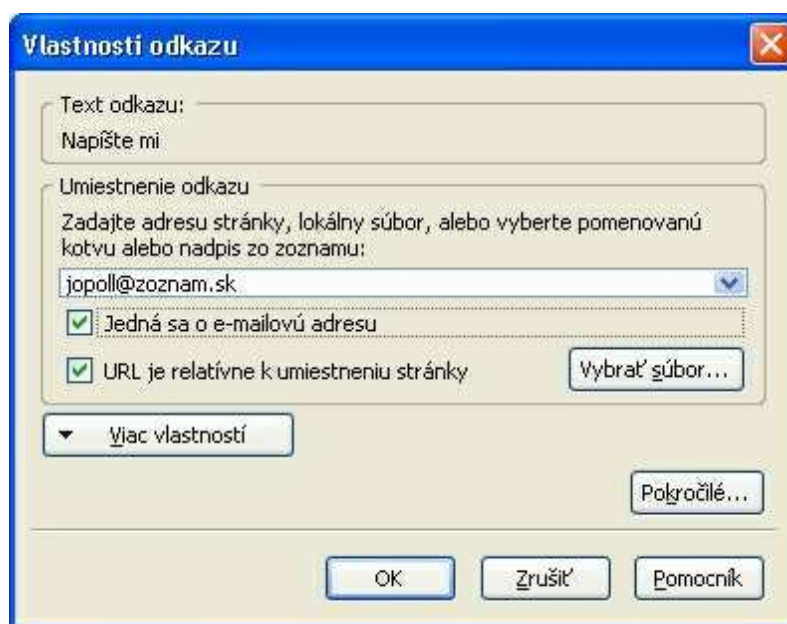 Vlastnosti odkazu
Text odkazu:
Napíšte mi
Umiestnenie odkazu
Zadajte adresu stránky, lokálny súbor, alebo vyberte pomenovanú
kotvu alebo nadpis zo zoznamu:
jopoll@zoznam.sk
Jedná sa o e-mailovú adresu
URL je relatívne k umiestneniu stránky
Vybrať súbor...
Viac vlastností
Pokročilé...
OK
Zrušiť
Pomocník